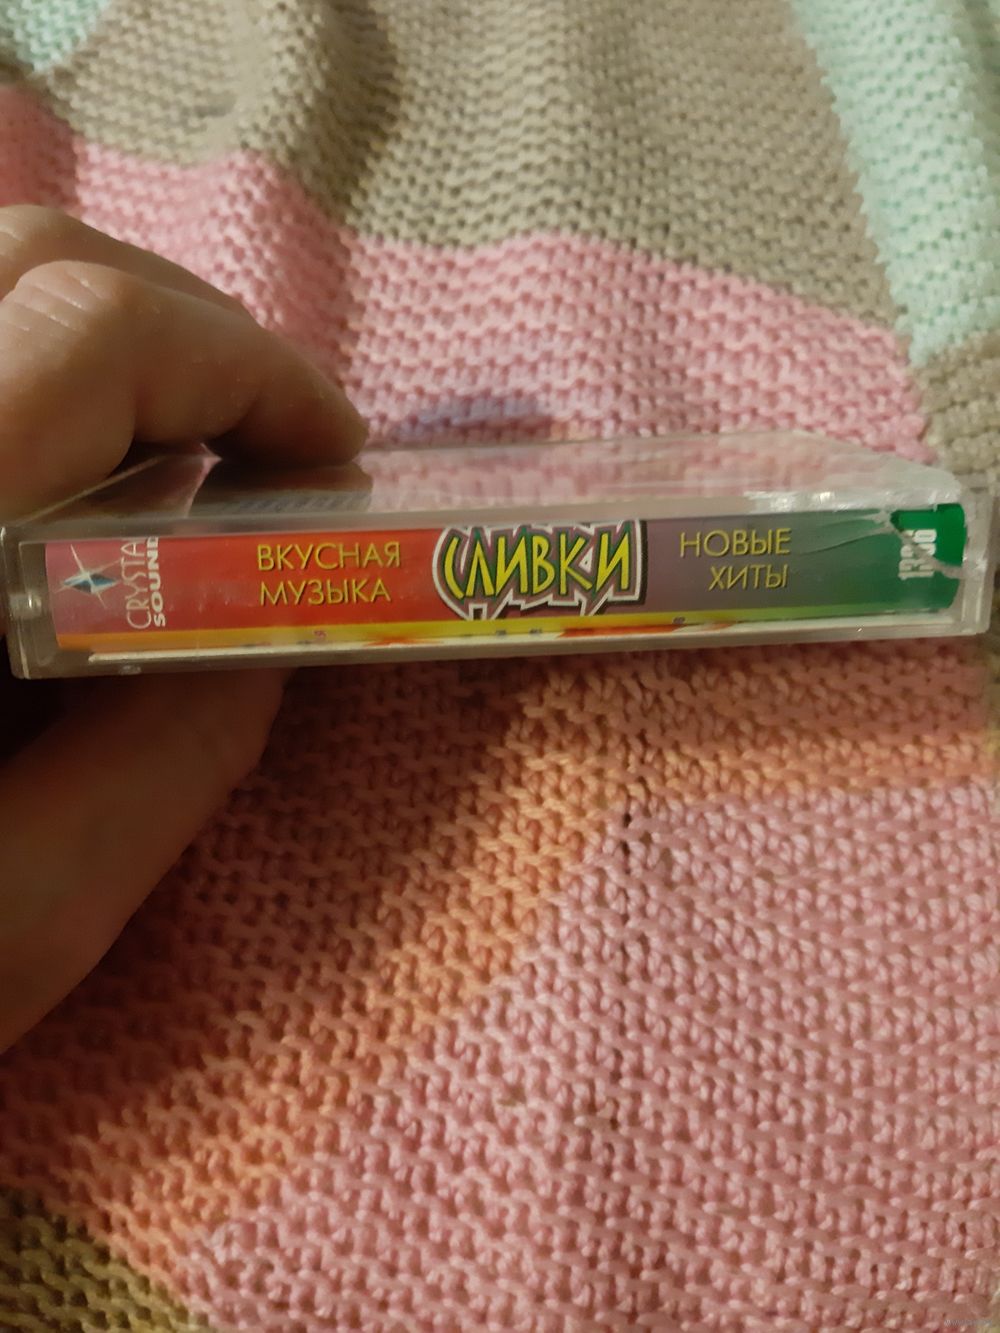 CRYSTAL
SOUND
ВКУСНАЯ
МУЗЫКА
СЛИВКИ
НОВЫЕ
ХИТЫ